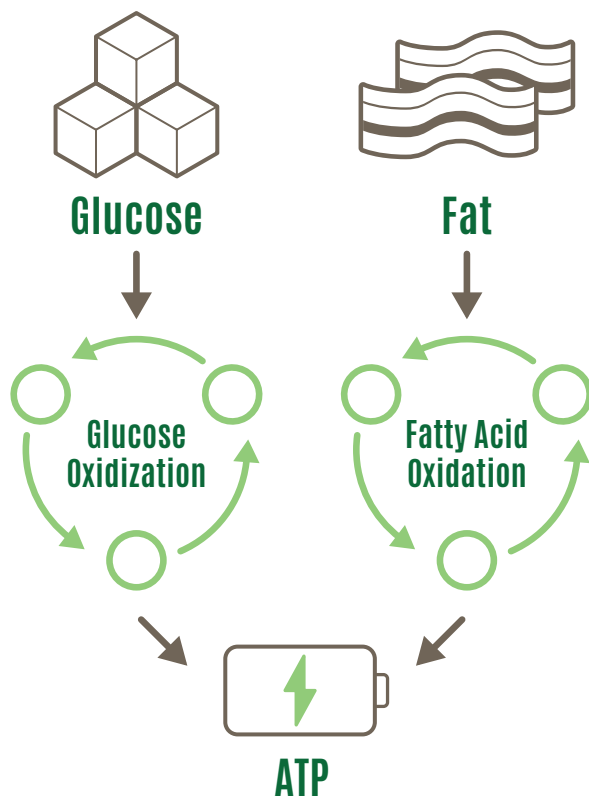 Glucose
Fat
Glucose
Oxidization
Fatty Acid
Oxidation
ATP